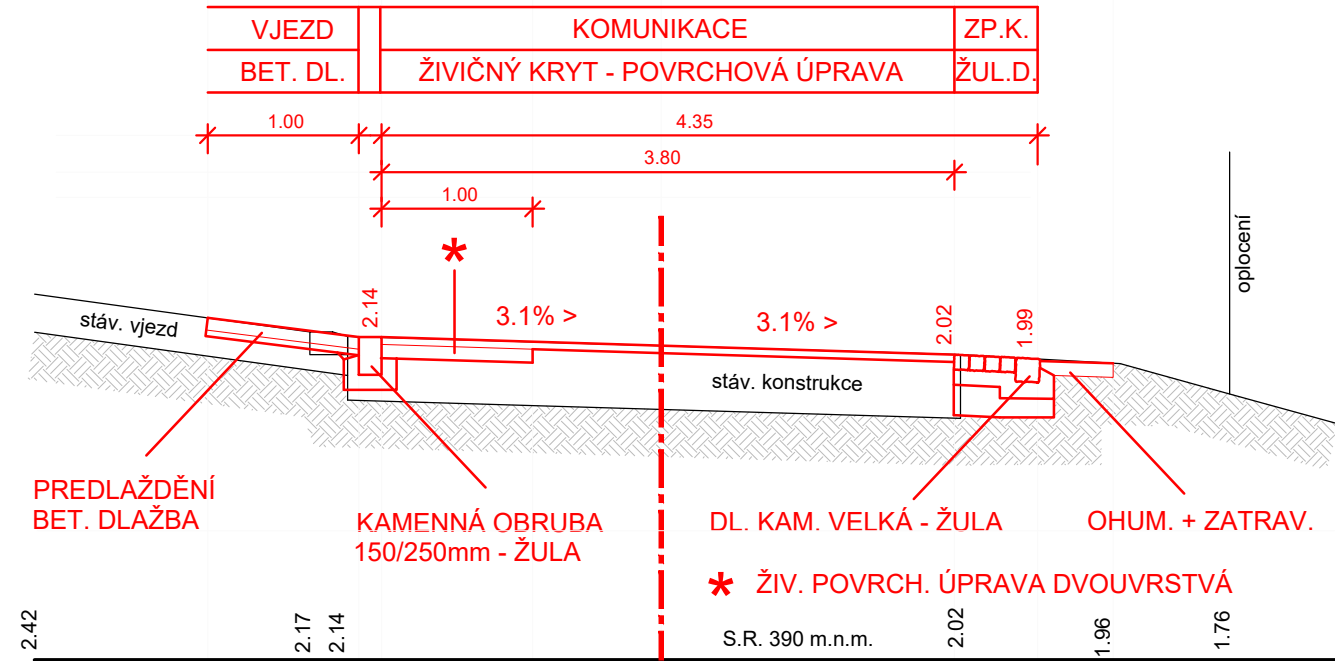 VJEZD
KOMUNIKACE
ZP.K.
BET. DL.
ŽIVIČNÝ KRYT - POVRCHOVÁ ÚPRAVA
ŽUL.D.
1.00
4.35
3.80
1.00
*
oplocení
stáv. vjezd
2.14
3.1% >
3.1% >
2.02
1.99
stáv. konstrukce
PREDLAŽDĚNÍ
BET. DLAŽBA
KAMENNÁ OBRUBA
150/250mm - ŽULA
DL. KAM. VELKÁ - ŽULA
OHUM. + ZATRAV.
* ŽIV. POVRCH. ÚPRAVA DVOUVRSTVÁ
2.42
2.17
2.14
S.R. 390 m.n.m.
2.02
1.96
1.76